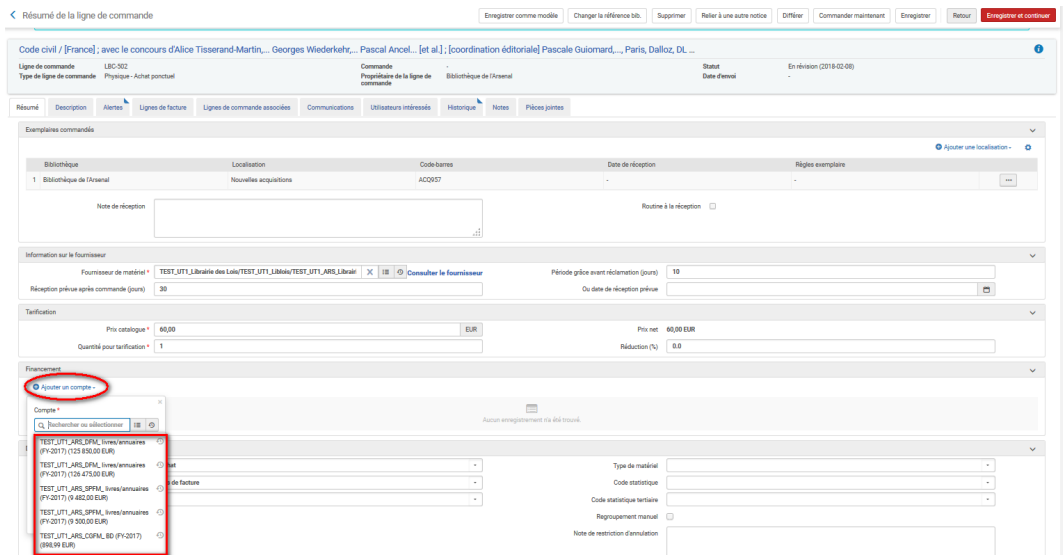 Résumé de la ligne de commande
Enregistrer comme modèle Changer la référence bib. Supprimer Relier à une autre notice Différer Commander maintenant Enregistrer Retour Enregistrer et continuer
Code civil / [France] ; avec le concours d'Alice Tisserand-Martin,... Georges Wiederkehr,... Pascal Ancel... [et al.] ; [coordination éditoriale] Pascale Guiomard,..., Paris, Dalloz, DL ...
Ligne de commande LBC-502 Commande - Statut En révision (2018-02-08)
Type de ligne de commande Physique - Achat ponctuel Propriétaire de la ligne de commande Bibliothèque de l'Arsenal Date d'envoi -
Résumé Description Alertes Lignes de facture Lignes de commande associées Communications Utilisateurs intéressés Historique Notes Pièces jointes
Exemplaires commandés
Ajouter une localisation
Bibliothèque Localisation Code-barres Date de réception Règles exemplaire
1 Bibliothèque de l'Arsenal Nouvelles acquisitions ACQ957 - -
Note de réception Routine à la réception
Information sur le fournisseur
Fournisseur de matériel * TEST_UT1_Librairie des Lois/TEST_UT1_Liblois/TEST_UT1_ARS_Librair Consulter le fournisseur Période grâce avant réclamation (jours) 10
Réception prévue après commande (jours) 30 Ou date de réception prévue
Tarification
Prix catalogue * 60,00 EUR Prix net 60,00 EUR
Quantité pour tarification * 1 Réduction (%) 0.0
Financement
Ajouter un compte
Compte *
Aucun enregistrement n'a été trouvé.
Rechercher ou sélectionner
TEST_UT1_ARS_DFM_ livres/annuaires
(FY-2017) (125 850,00 EUR)
TEST_UT1_ARS_DFM_ livres/annuaires
(FY-2017) (126 475,00 EUR)
TEST_UT1_ARS_SPFM_ livres/annuaires
(FY-2017) (9 482,00 EUR)
TEST_UT1_ARS_SPFM_ livres/annuaires
(FY-2017) (9 500,00 EUR)
TEST_UT1_ARS_CGFM_ BD (FY-2017)
(898,99 EUR)
hat Type de matériel
de facture Code statistique
Code statistique tertiaire
Regroupement manuel
Note de restriction d'annulation